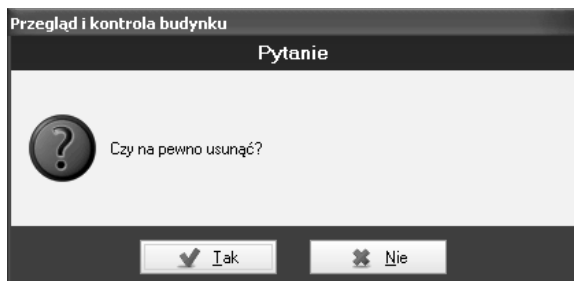 Przegląd i kontrola budynku
Pytanie
Czy na pewno usunąć?
Tak
Nie